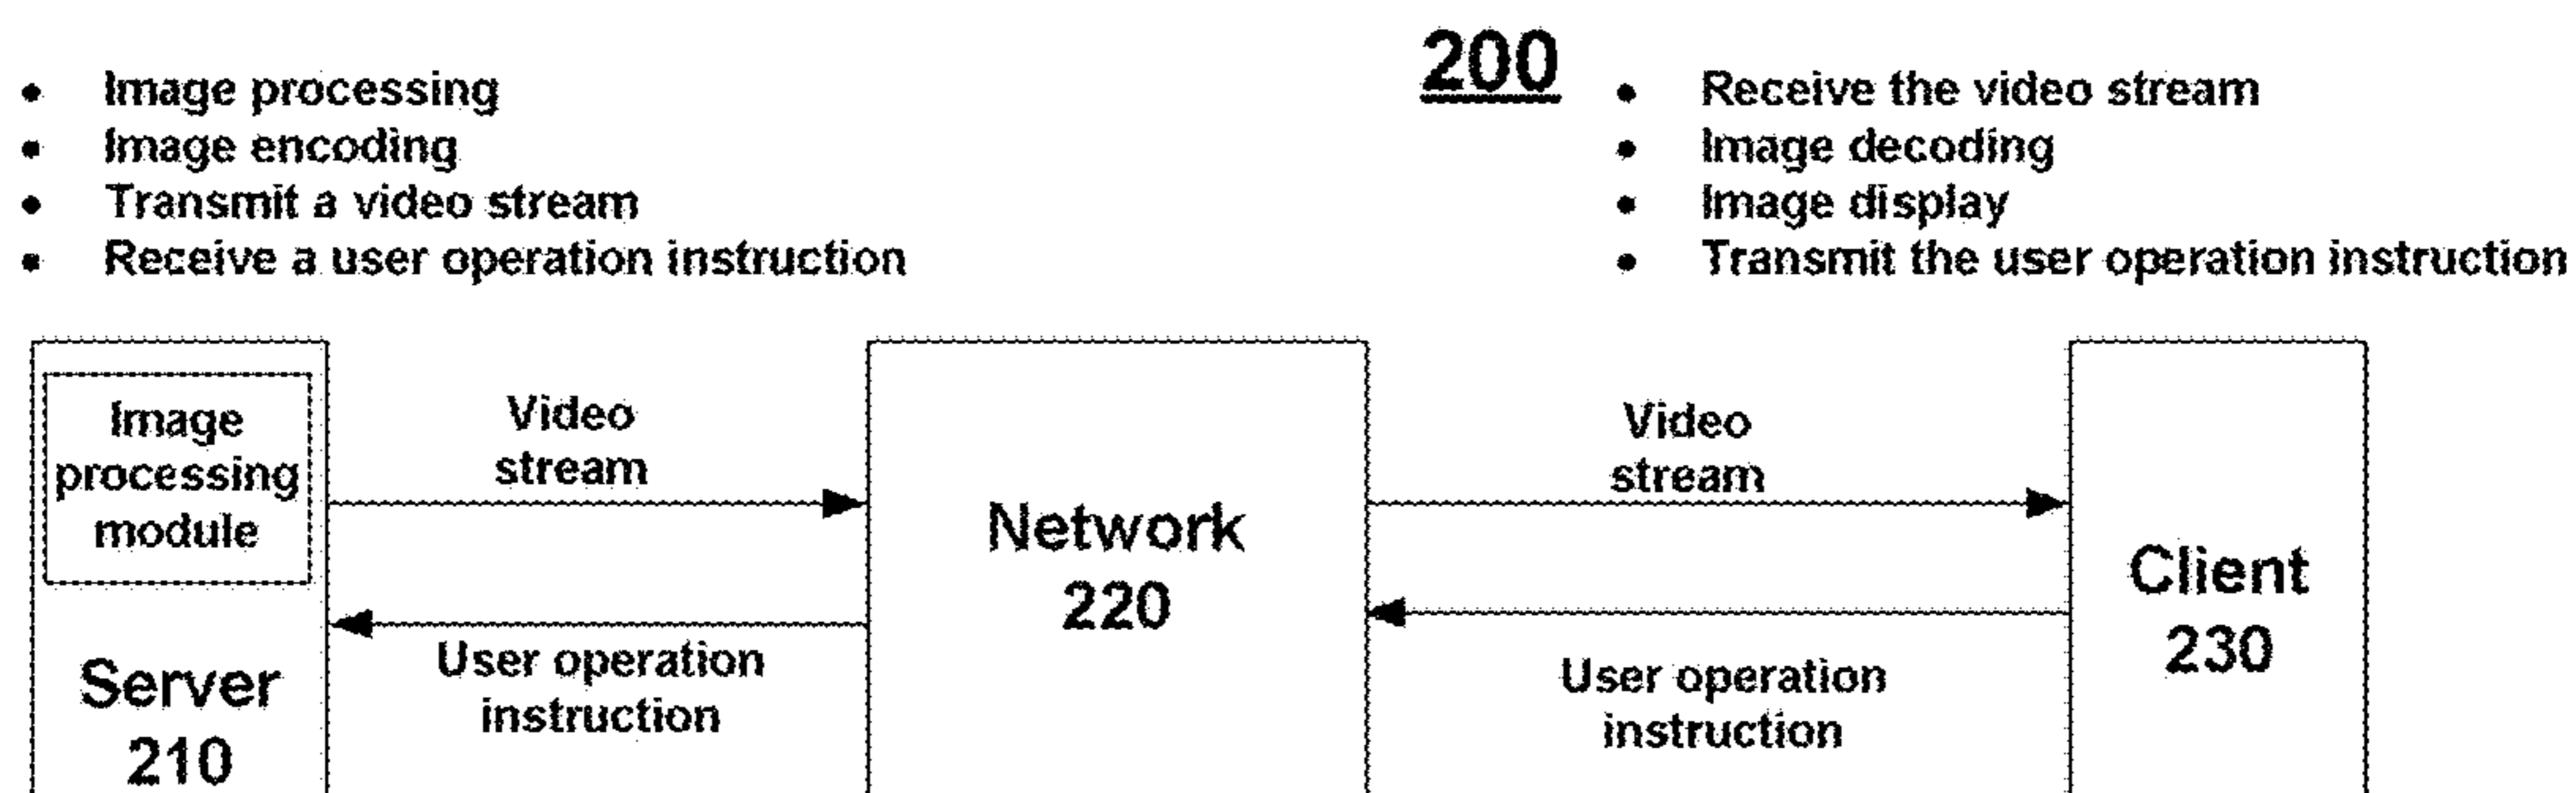 200
• Image processing
• Image encoding
• Transmit a video stream
• Receive a user operation instruction
• Receive the video stream
• Image decoding
• Image display
• Transmit the user operation instruction
Image
processing
module
Server
210
Video
stream
User operation
instruction
Network
220
Video
stream
User operation
instruction
Client
230